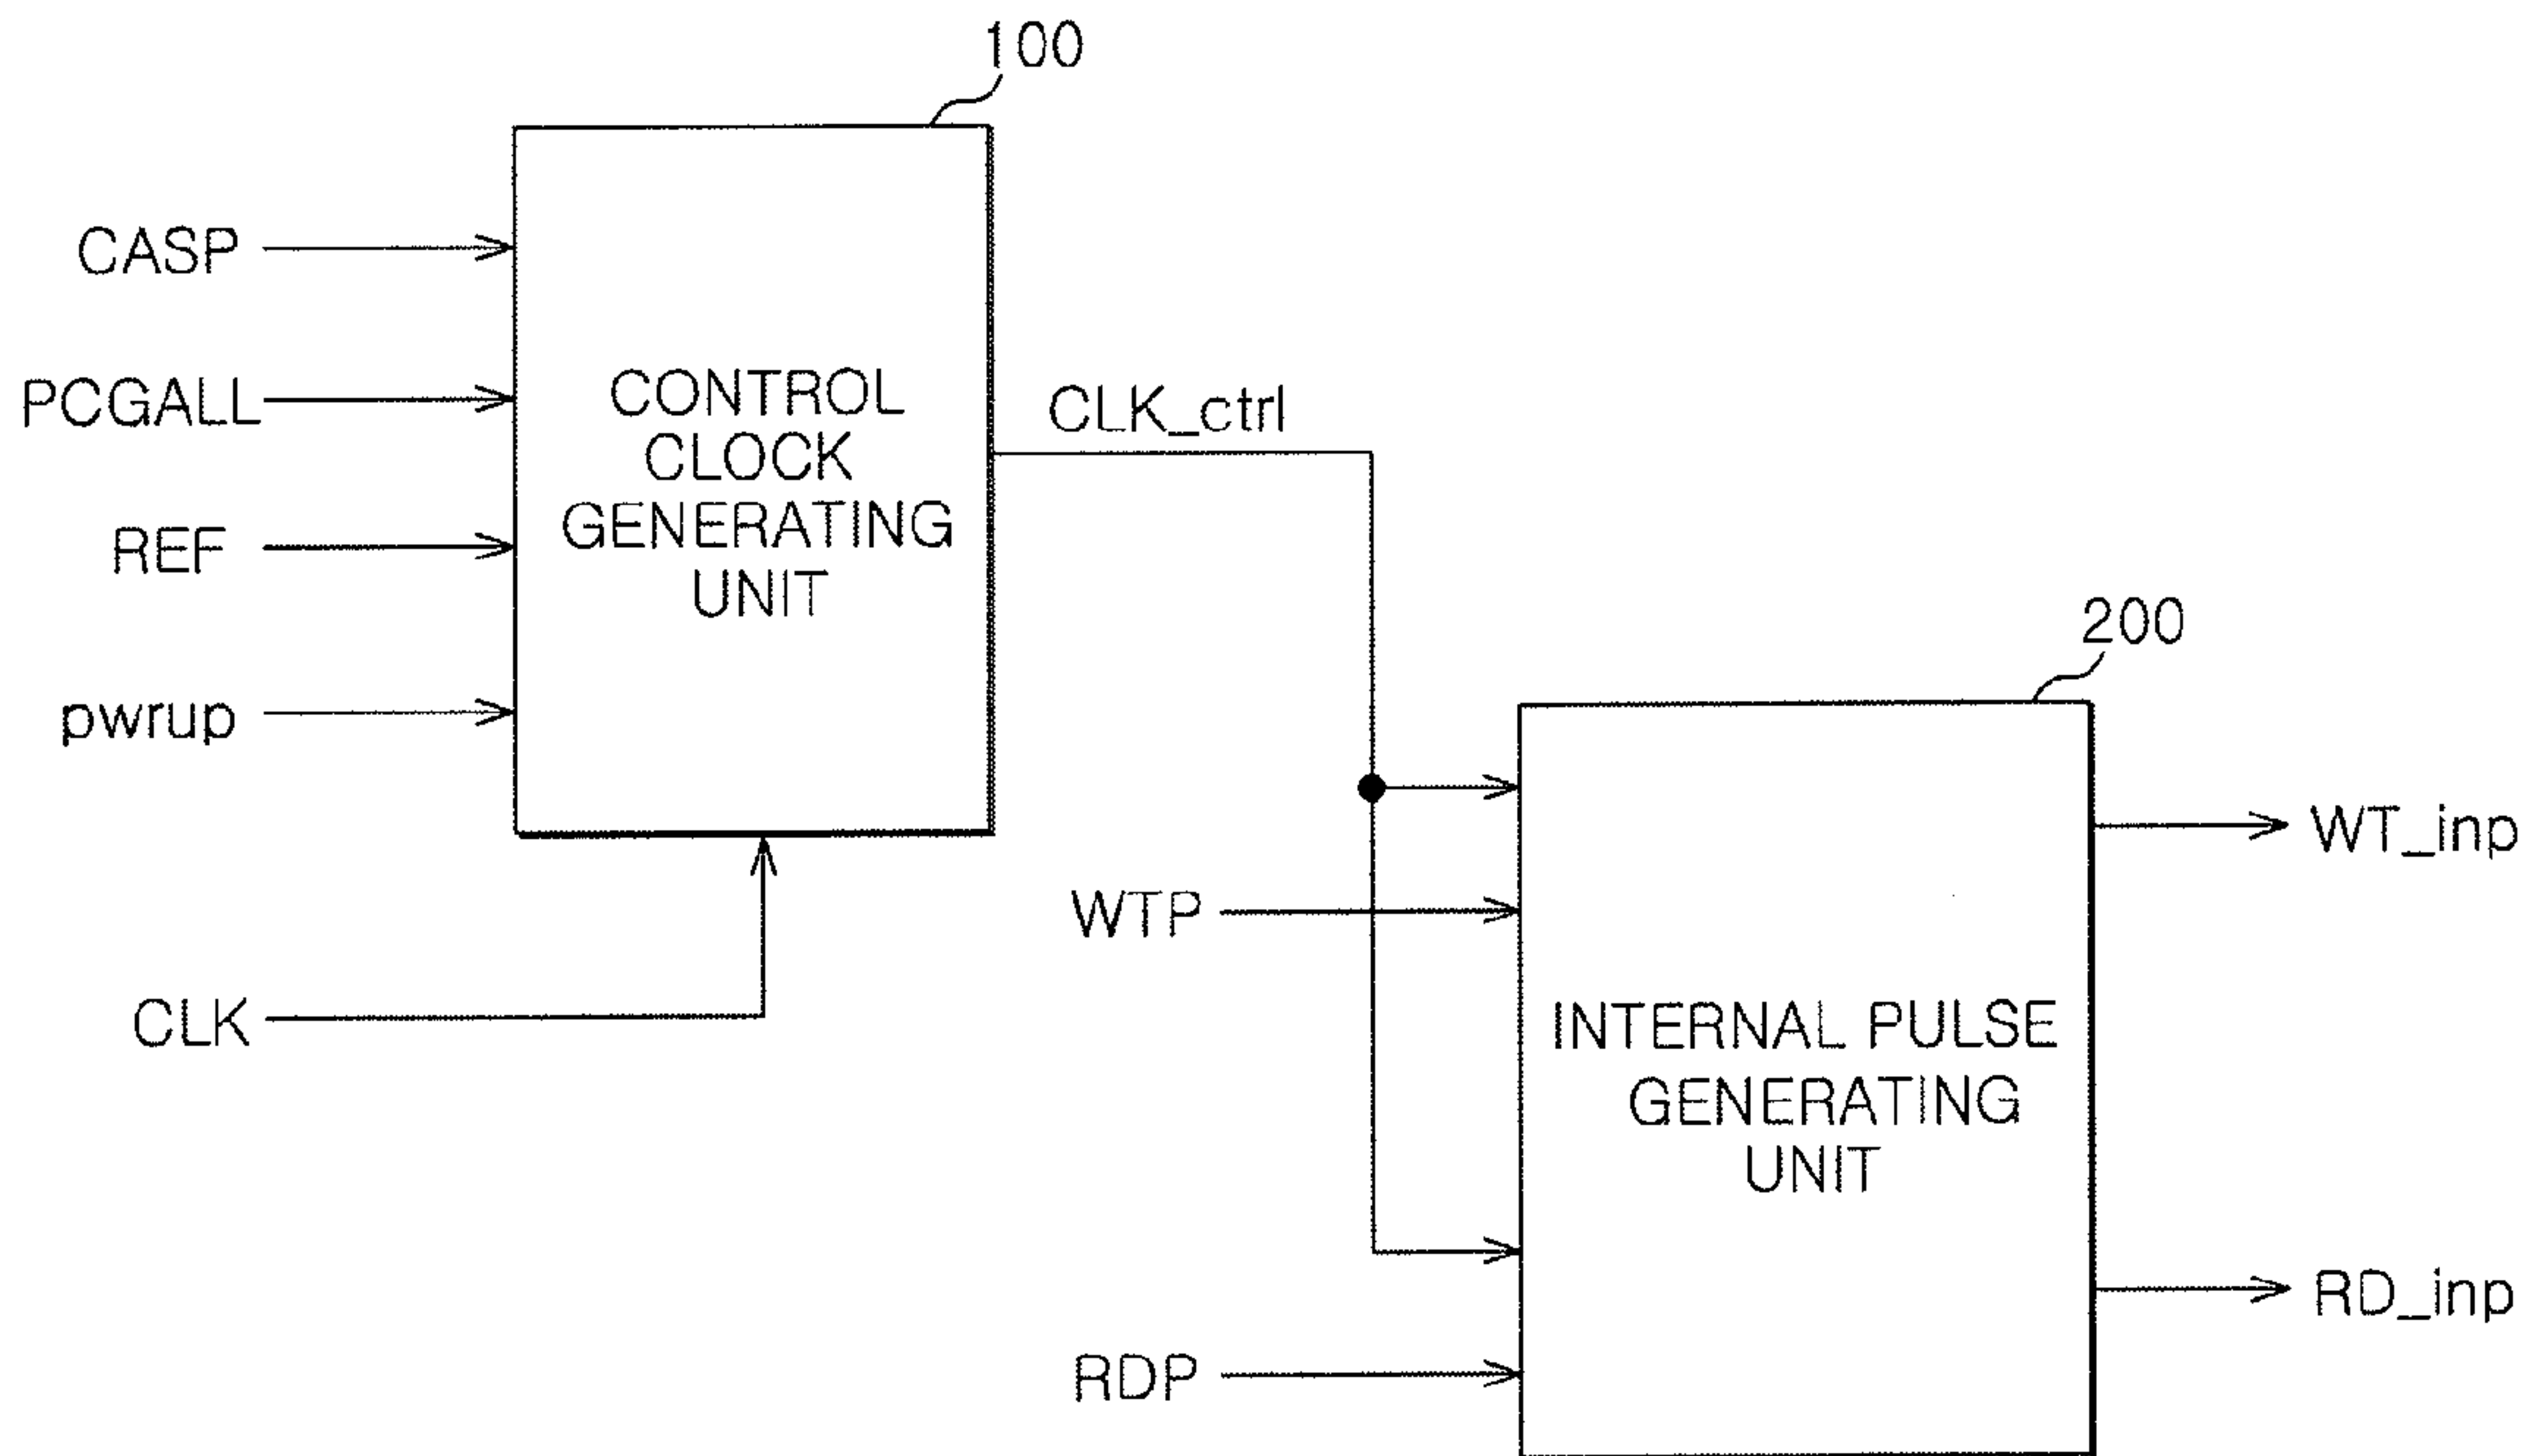 100
CASP
PCGALL
REF
pwrup
CLK
CONTROL
CLOCK
GENERATING
UNIT
CLK_ctrl
200
WTP
RDP
INTERNAL PULSE
GENERATING
UNIT
WT_inp
RD_inp